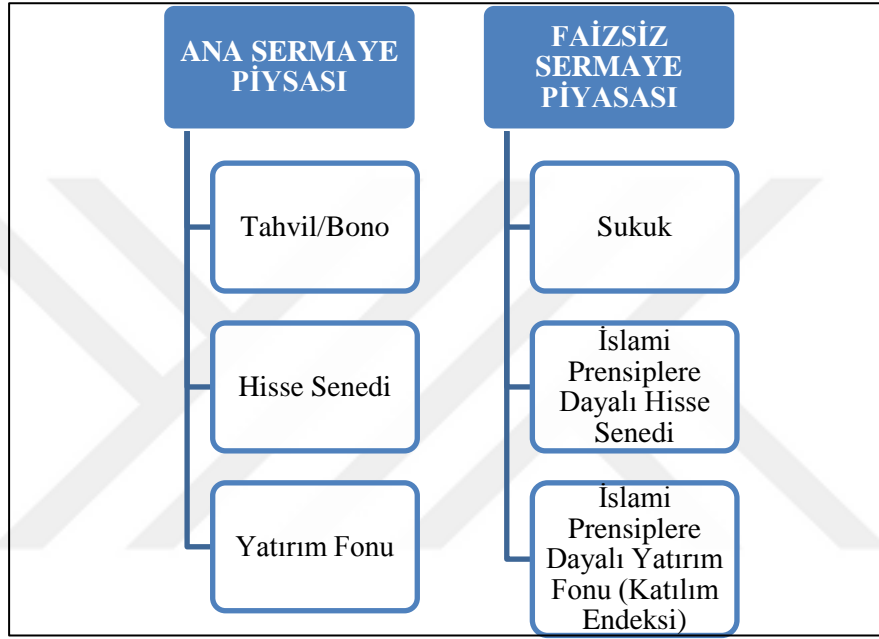 ANA SERMAYE
PİYSASI
Tahvil/Bono
Hisse Senedi
Yatırım Fonu
FAİZSİZ
SERMAYE
PİYASASI
Sukuk
İslami
Prensiplere
Dayalı Hisse
Senedi
İslami
Prensiplere
Dayalı Yatırım
Fonu (Katılım
Endeksi)